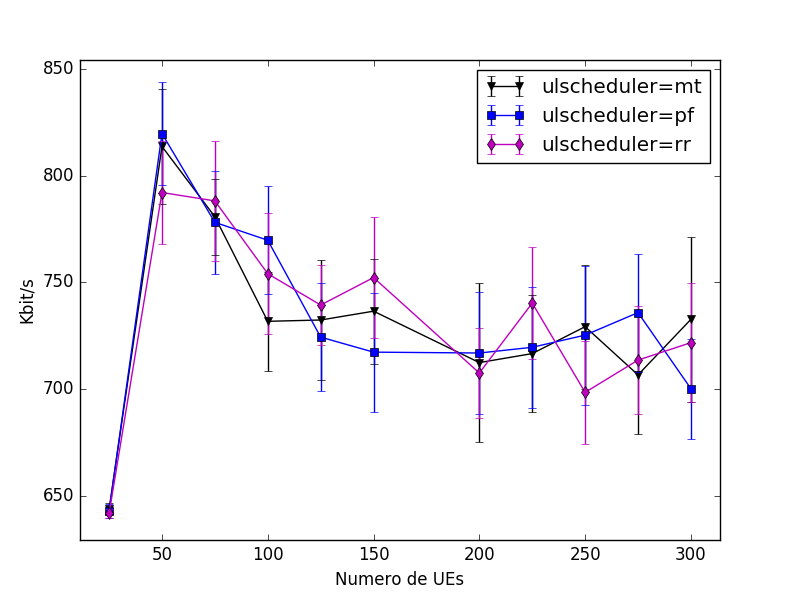 850
800
750
700
650
Kbit/s
ulscheduler=mt
ulscheduler=pf
ulscheduler=rr
50 100 150 200 250 300
Numero de UEs